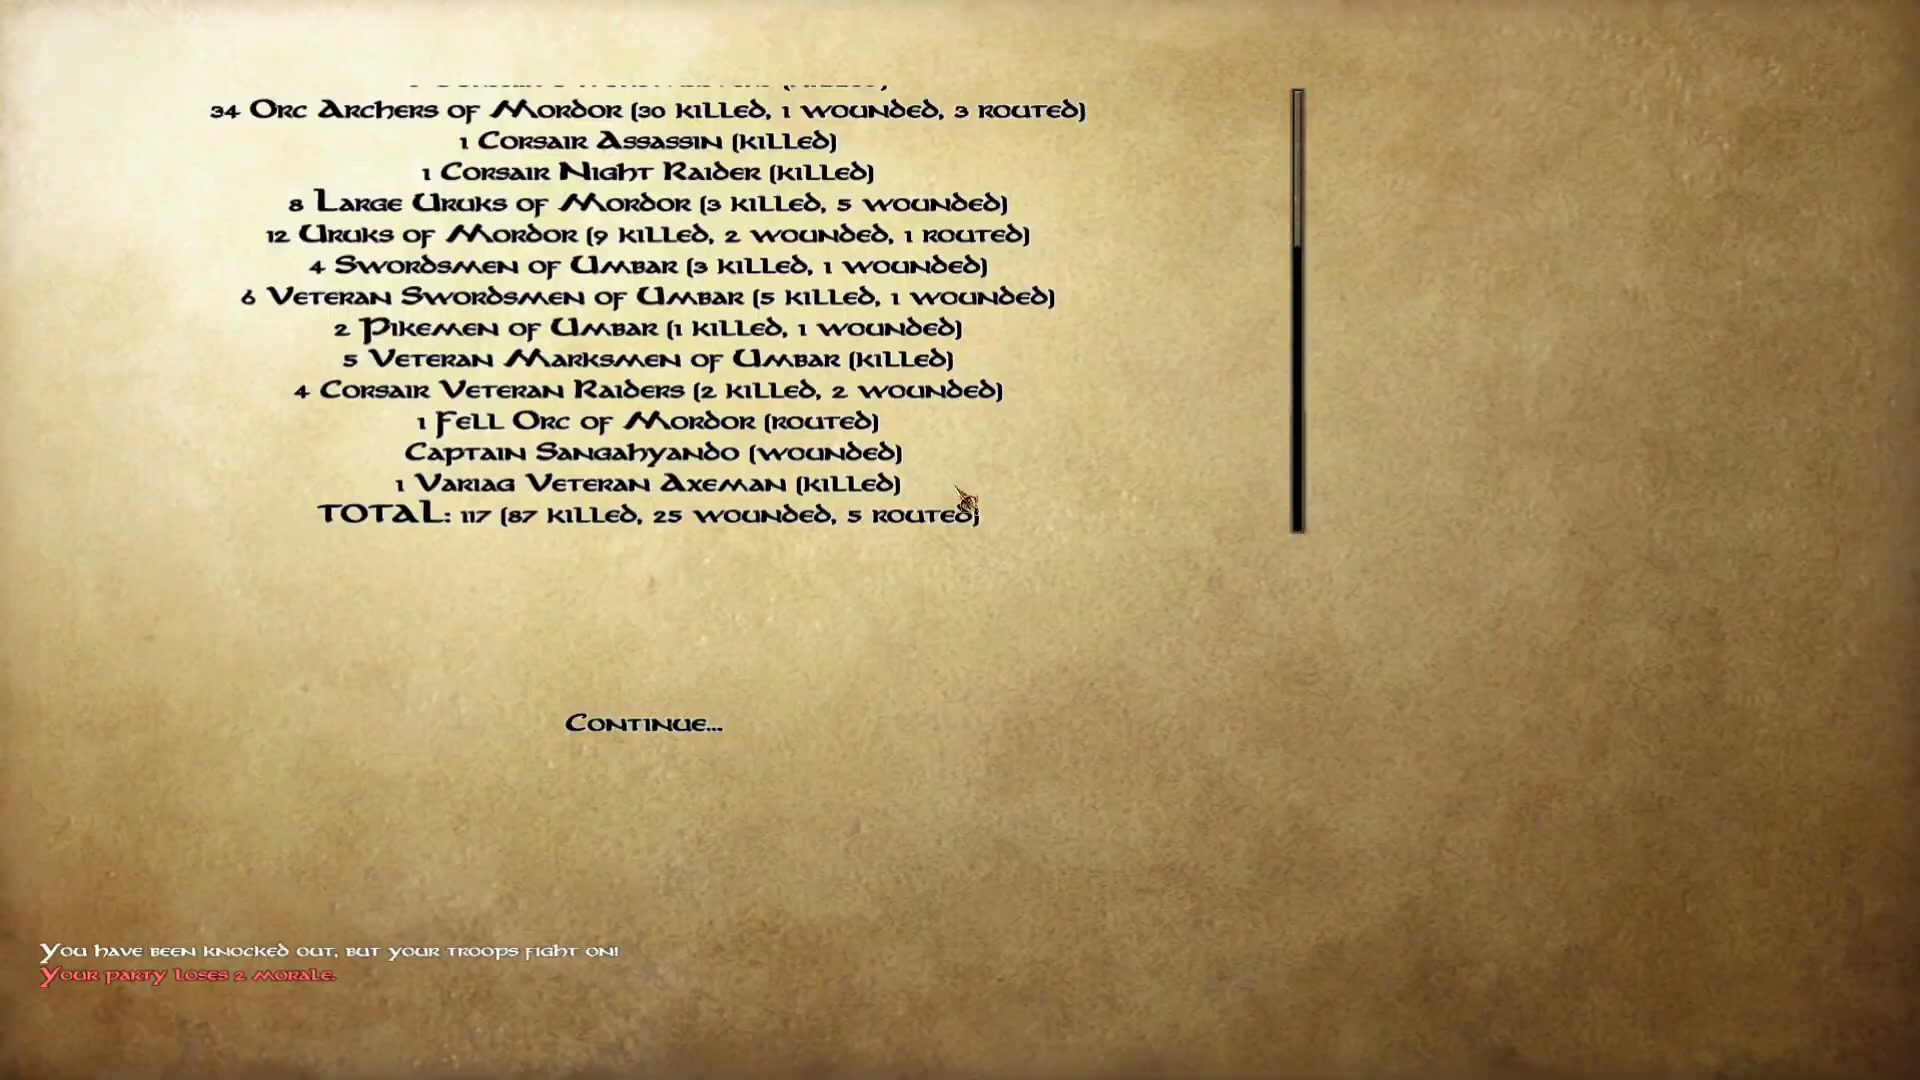 34 Orc Archers of Mordor (30 killed, 1 wounded, 3 routed)
1 Corsair Assassin (killed)
1 Corsair Night Raider (killed)
8 Large Uruks of Mordor (3 killed, 5 wounded)
12 Uruks of Mordor (9 killed, 2 wounded, 1 routed)
4 Swordsmen of Umbar (3 killed, 1 wounded)
6 Veteran Swordsmen of Umbar (5 killed, 1 wounded)
2 Pikemen of Umbar (1 killed, 1 wounded)
5 Veteran Marksmen of Umbar (killed)
4 Corsair Veteran Raiders (2 killed, 2 wounded)
1 Fell Orc of Mordor (routed)
Captain Sangahyando (wounded)
1 Variag Veteran Axeman (killed)
TOTAL: 117 (87 killed, 25 wounded, 5 routed)
Continue...
You have been knocked out, but your troops fight on!
Your party loses 2 morale.